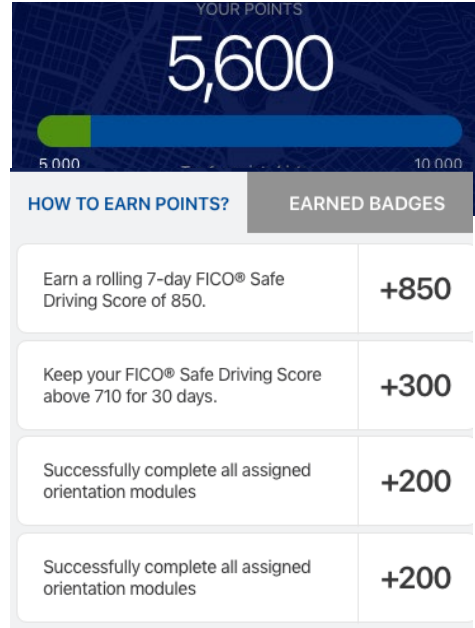 YOUR POINTS
5,600
5,000
10,000
HOW TO EARN POINTS?
EARNED BADGES
Earn a rolling 7-day FICO® Safe
Driving Score of 850.
+850
Keep your FICO® Safe Driving Score
above 710 for 30 days.
+300
Successfully complete all assigned
orientation modules
+200
Successfully complete all assigned
orientation modules
+200